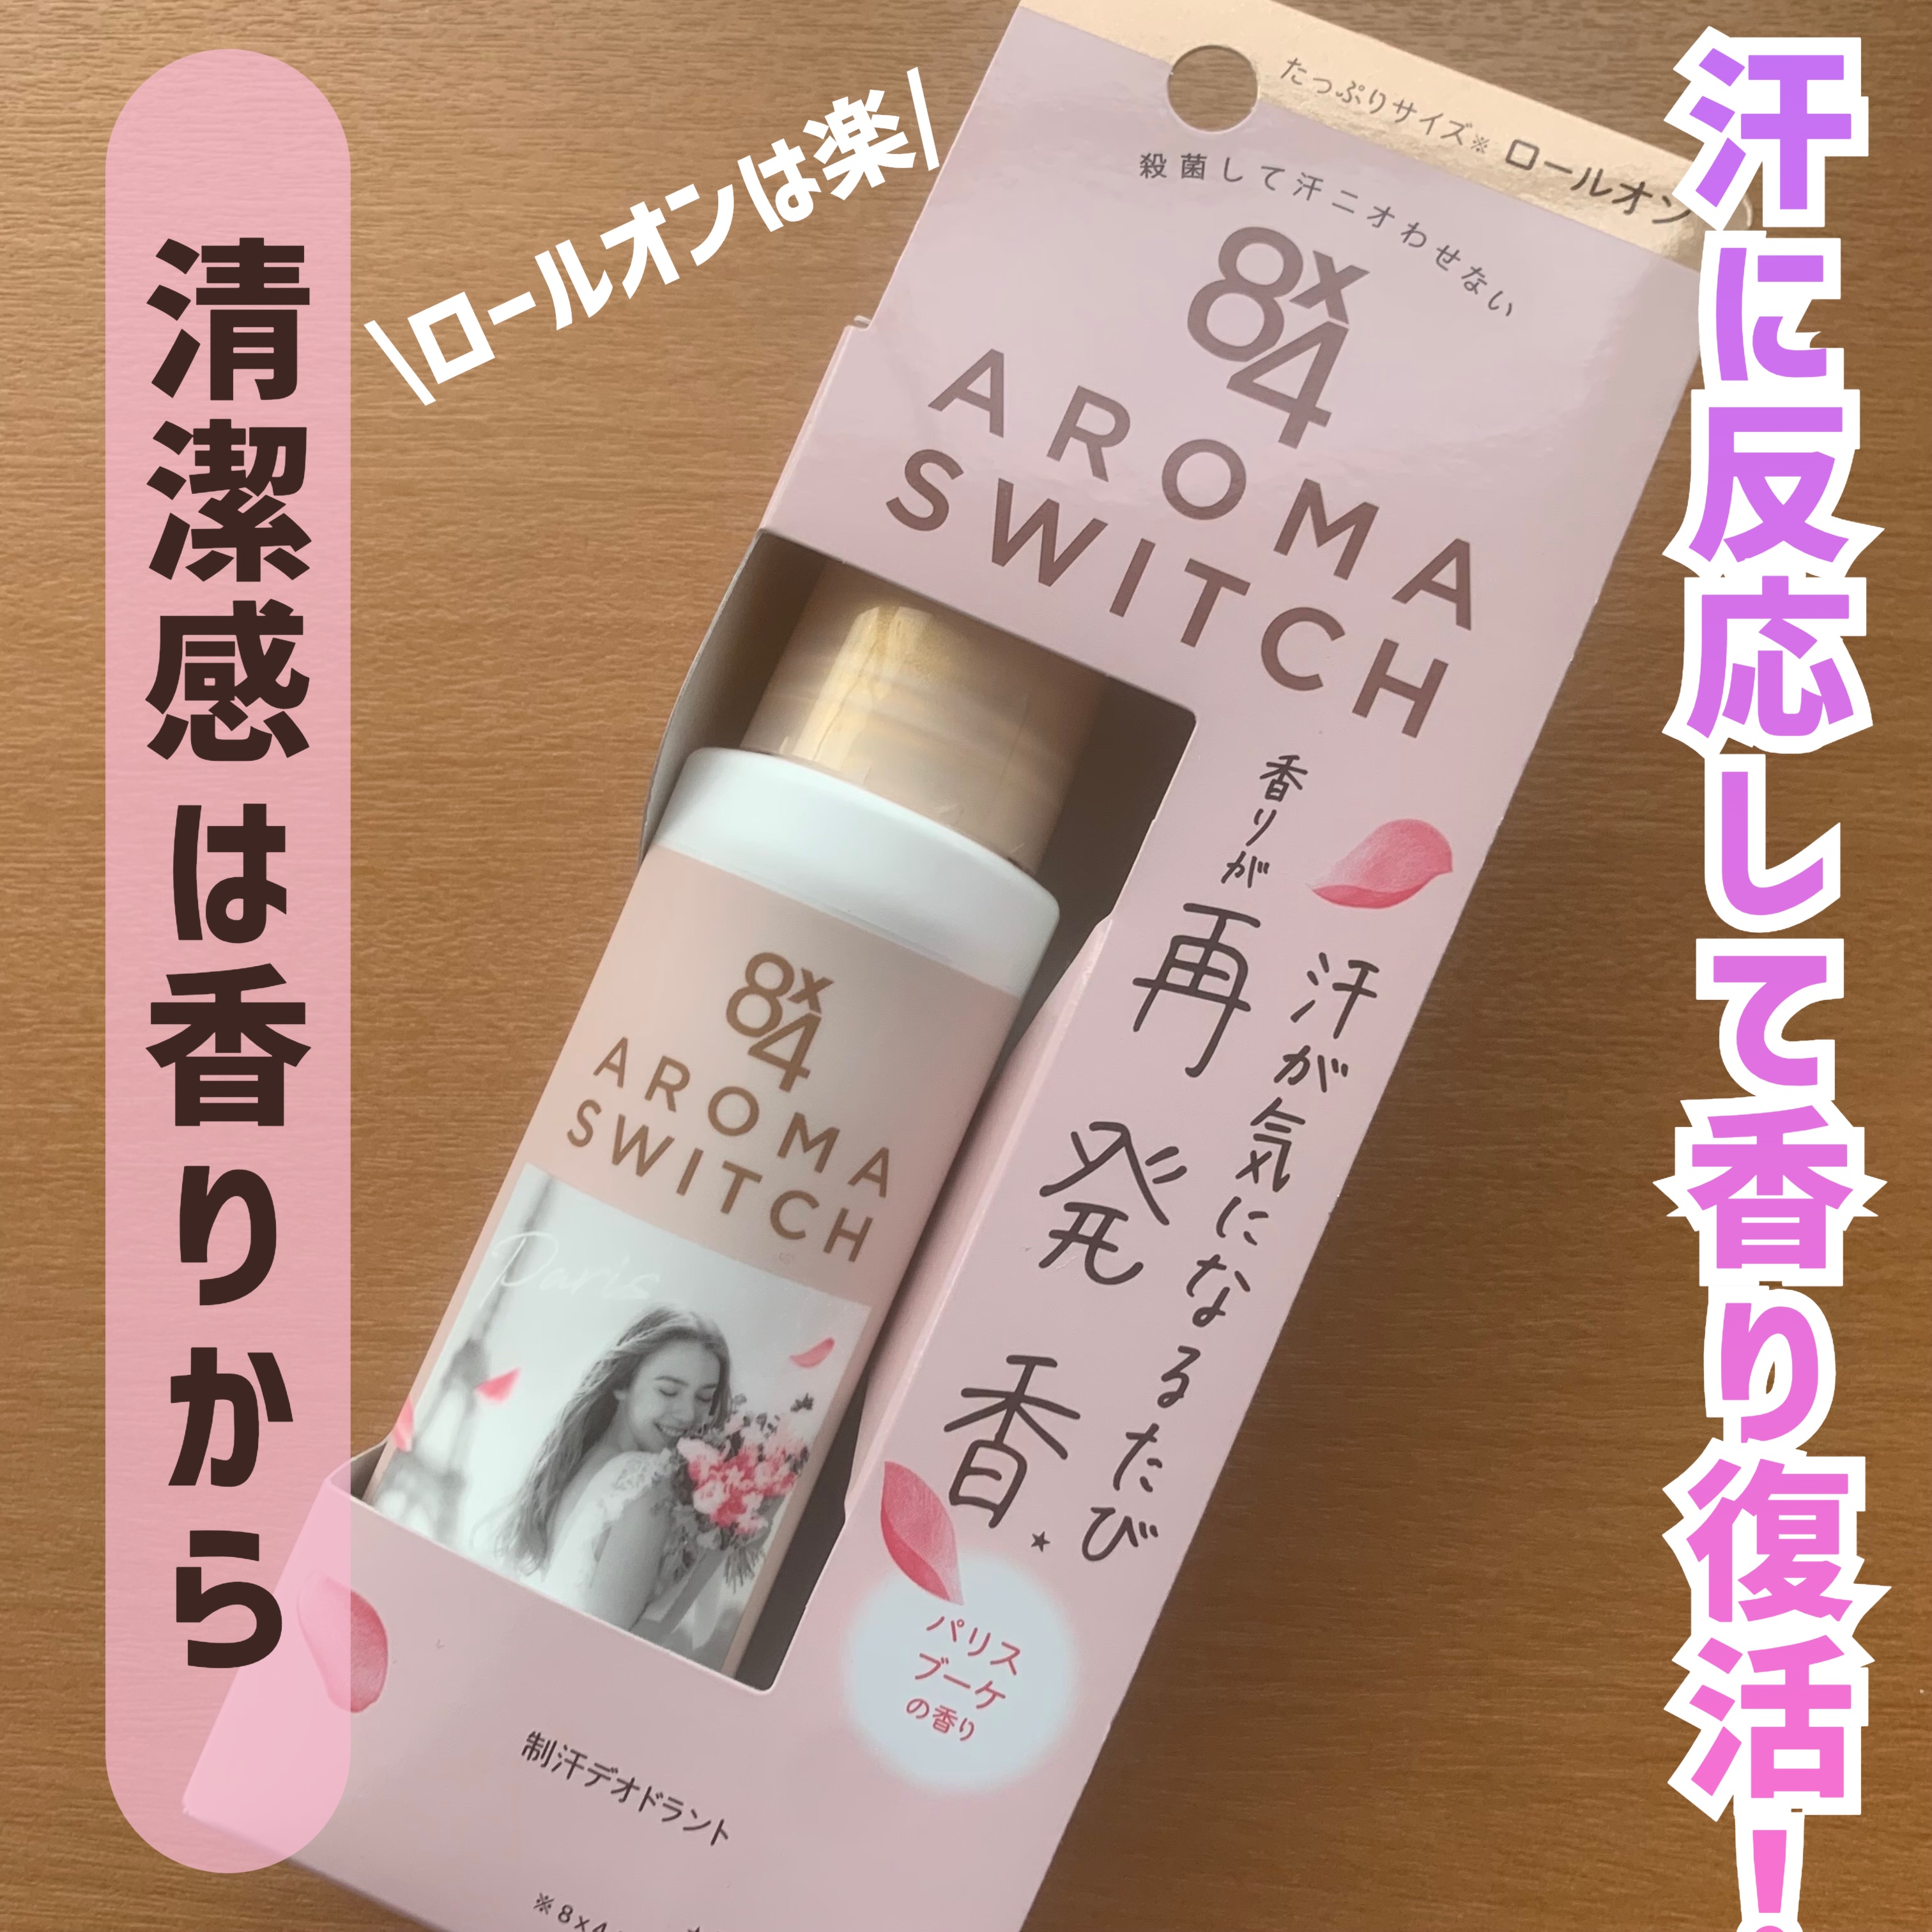 汗に反応して香り復活!
\ロールオンは楽/
清潔感は香りから
たっぷりサイズ※ ロールオン
殺菌して汗ニオわせない
8x4
AROMA
SWITCH
汗が気になるたび
香りが
再発香
★
パリス
ブーケ
の香り
8x4
AROMA
SWITCH
Paris
制汗デオドラント